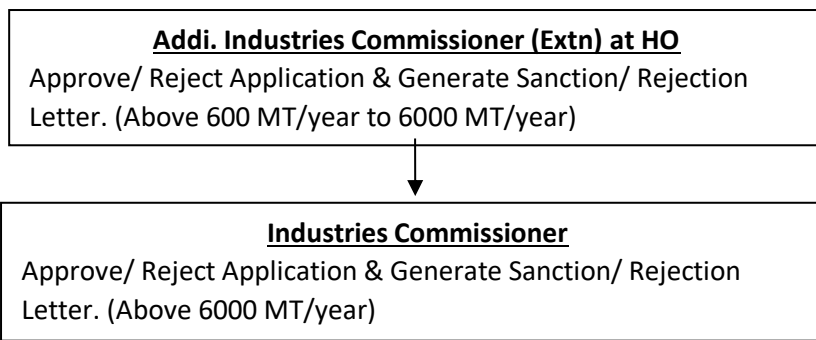 Addi. Industries Commissioner (Extn) at HO
Approve/ Reject Application & Generate Sanction/ Rejection
Letter. (Above 600 MT/year to 6000 MT/year)
Industries Commissioner
Approve/ Reject Application & Generate Sanction/ Rejection
Letter. (Above 6000 MT/year)